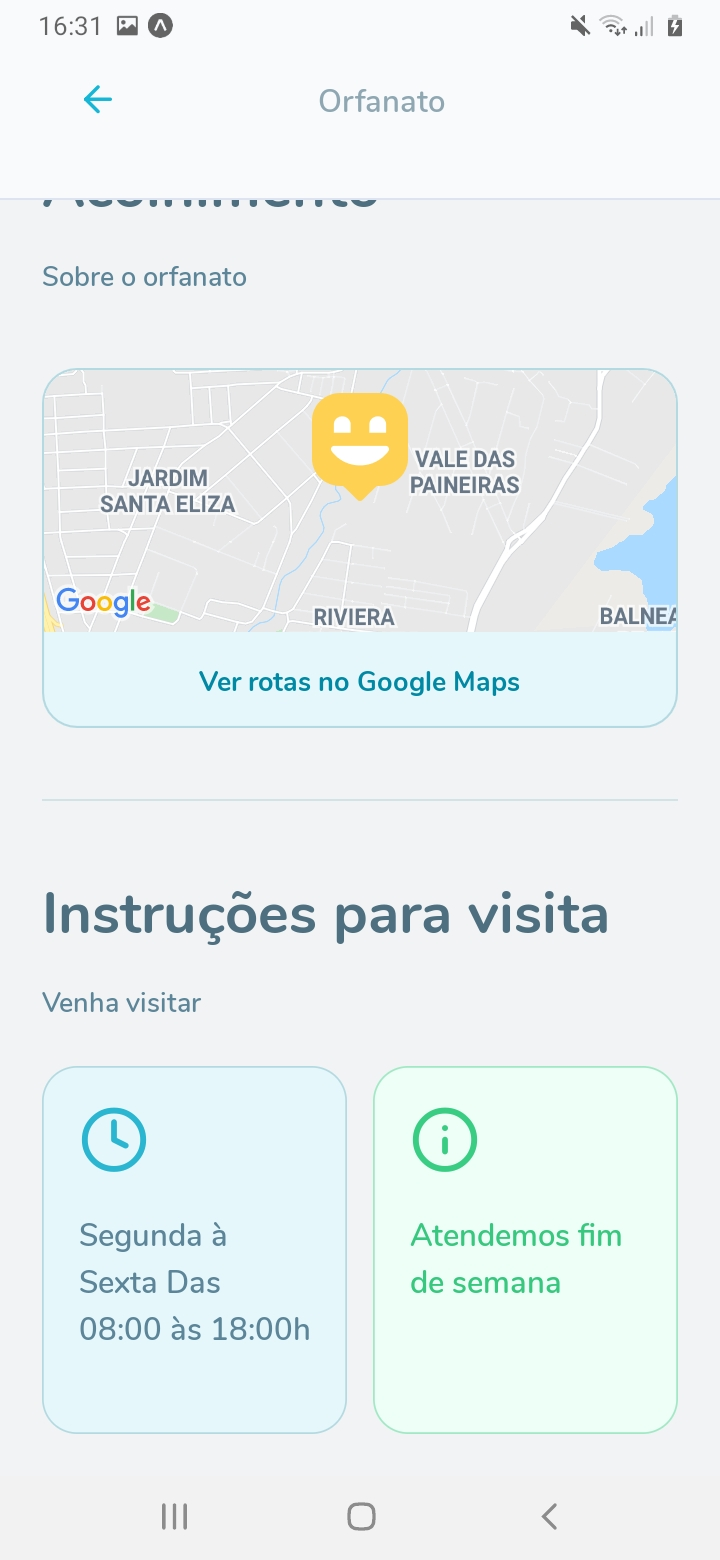 16:31
Orfanato
Acolhimento
Sobre o orfanato
VALE DAS
PAINEIRAS
JARDIM
SANTA ELIZA
Google
RIVIERA
BALNEA
Ver rotas no Google Maps
Instruções para visita
Venha visitar
Segunda à
Sexta Das
08:00 às 18:00h
Atendemos fim
de semana